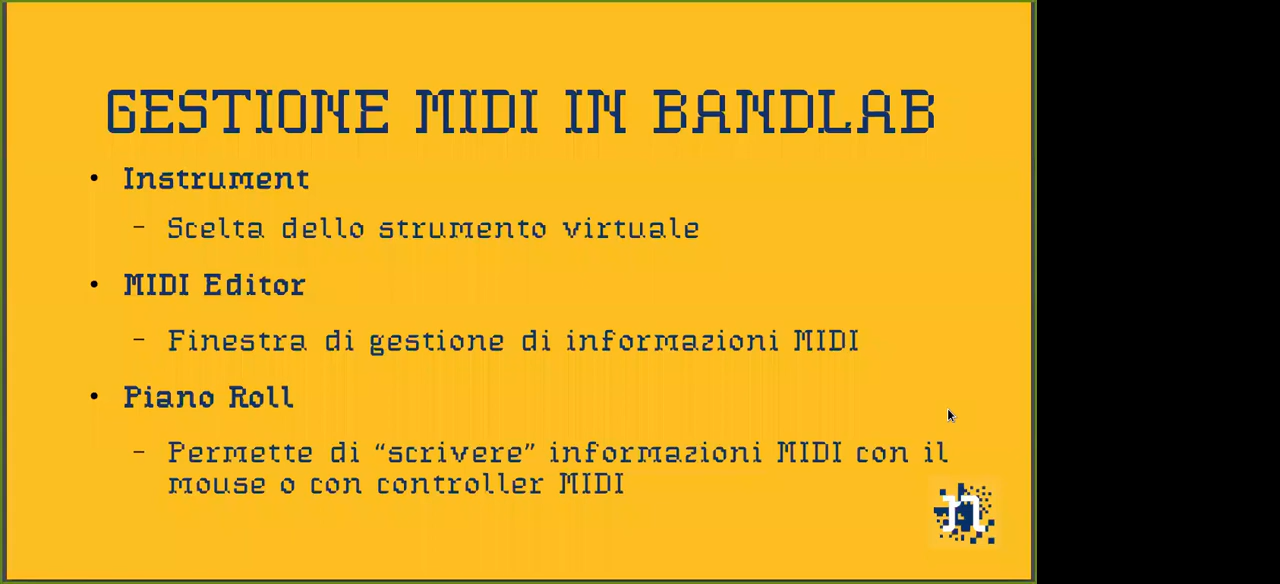 GESTIONE MIDI IN BANDLAB
• Instrument
– Scelta dello strumento virtuale
• MIDI Editor
– Finestra di gestione di informazioni MIDI
• Piano Roll
– Permette di “scrivere” informazioni MIDI con il
mouse o con controller MIDI
n